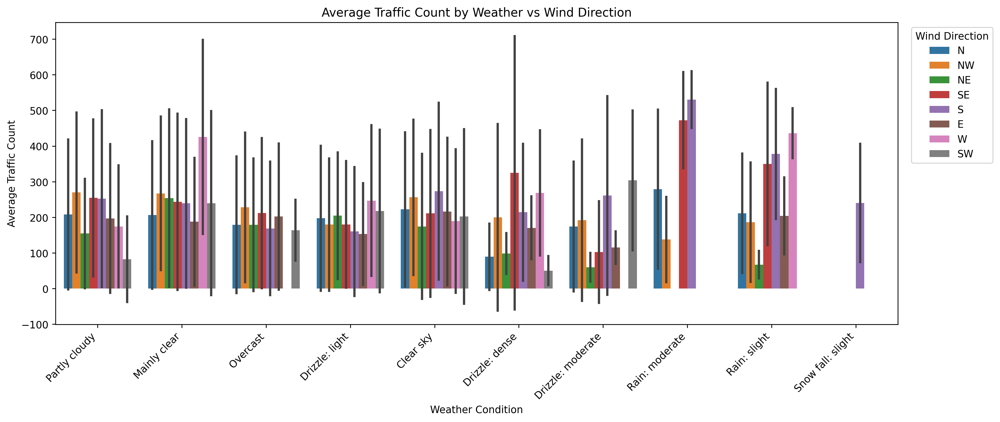 Average Traffic Count by Weather vs Wind Direction
Average Traffic Count
700
600
500
400
300
200
100
0
−100
Partly cloudy
Mainly clear
Overcast
Drizzle: light
Clear sky
Drizzle: dense
Drizzle: moderate
Rain: moderate
Rain: slight
Snow fall: slight
Weather Condition
Wind Direction
N
NW
NE
SE
S
E
W
SW